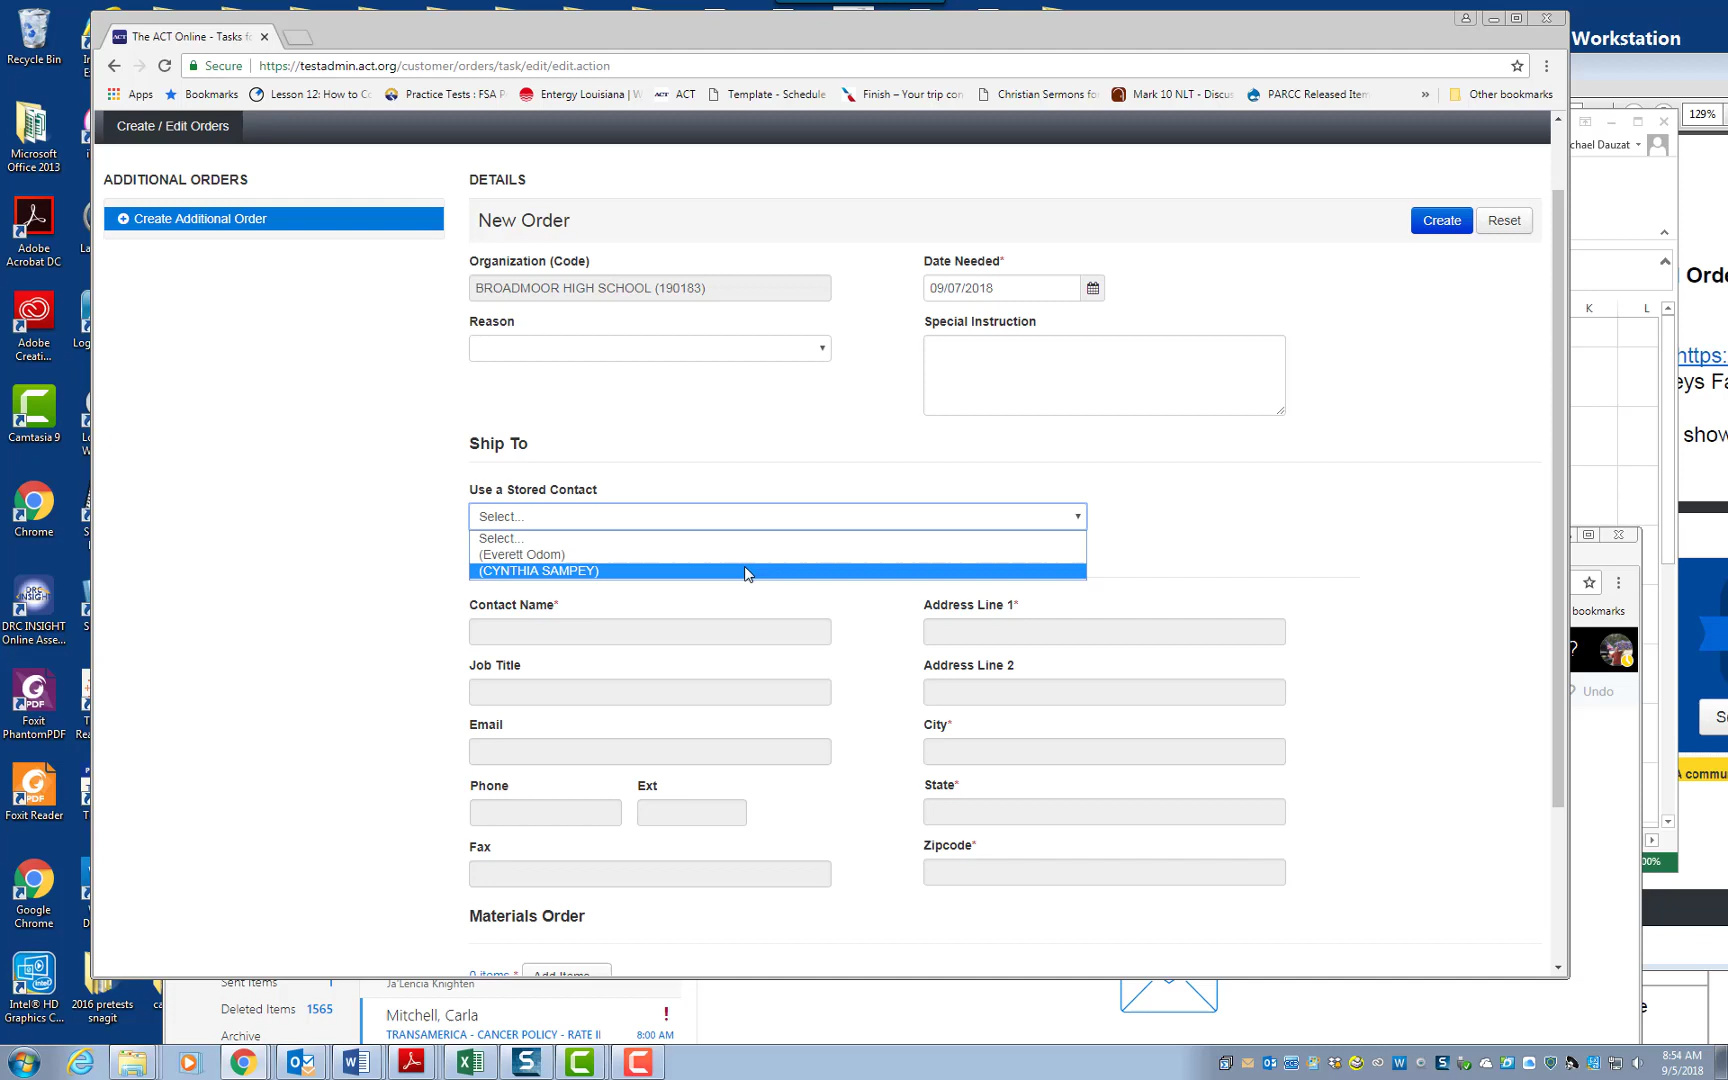 The ACT Online - Tasks f
Secure
https://testadmin.act.org/customer/orders/task/edit/edit.action
Apps
Bookmarks
Lesson 12: How to C
Practice Tests : FSA P
Entergy Louisiana | W
ACT
Template - Schedule
Finish – Your trip con
Christian Sermons fo
Mark 10 NLT - Discus
PARCC Released Item
»
Other bookmarks
Create / Edit Orders
ADDITIONAL ORDERS
Create Additional Order
DETAILS
New Order
Create
Reset
Organization (Code)
BROADMOOR HIGH SCHOOL (190183)
Date Needed*
09/07/2018
Reason
Special Instruction
Ship To
Use a Stored Contact
Select...
Select...
(Everett Odom)
(CYNTHIA SAMPEY)
Contact Name*
Address Line 1*
Job Title
Address Line 2
Email
City*
Phone
Ext
State*
Fax
Zipcode*
Materials Order
0 items *
Add Items...
Recycle Bin
Microsoft
Office 2013
Adobe
Acrobat DC
Adobe
Creati...
Camtasia 9
Chrome
DRC INSIGHT
Online Asse...
Foxit
PhantomPDF
Foxit Reader
Google
Chrome
Intel® HD
Graphics C...
2016 pretests
snagit
Workstation
129%
chael Dauzat
Orde
K
L
https:
eys Fa
show
bookmarks
?
Undo
A commu
00%
Sent Items
Deleted Items 1565
Archive
Ja'Lencia Knighten
Mitchell, Carla
!
TRANSAMERICA - CANCER POLICY - RATE II
8:00 AM
8:54 AM
9/5/2018